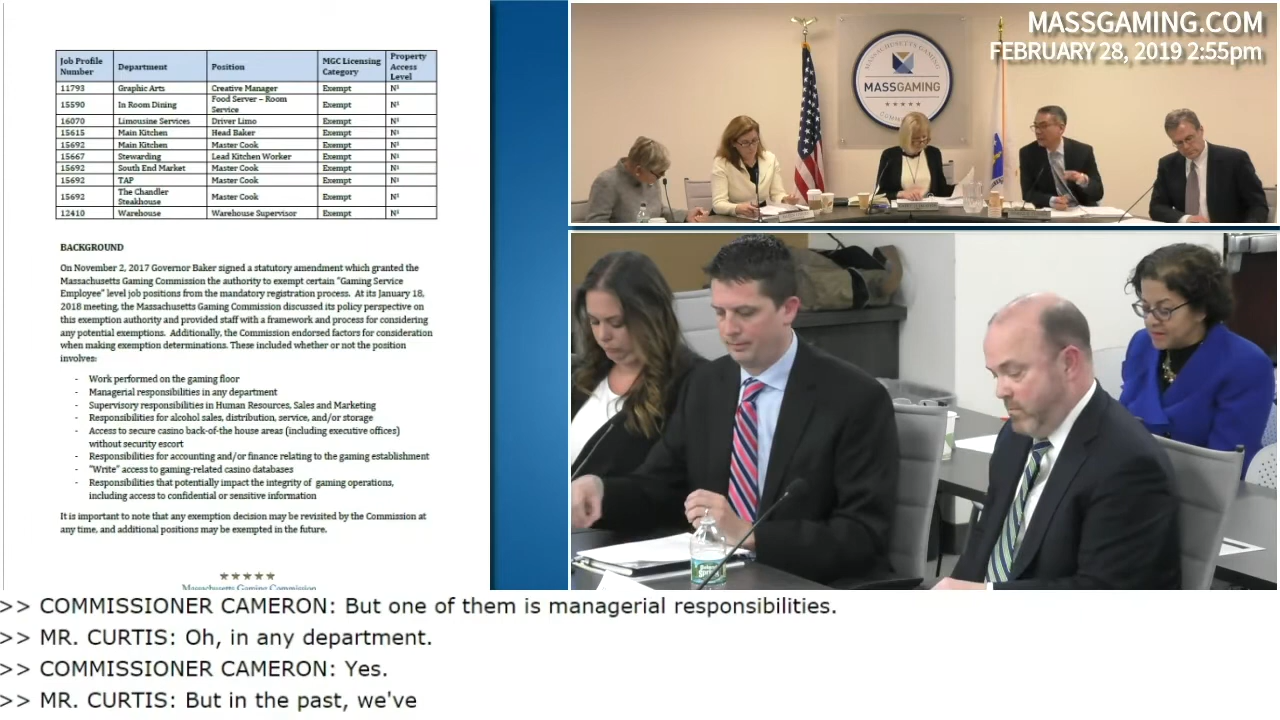 Job Profile Number | Department | Position | MGC Licensing Category | Property Access Level
11793 | Graphic Arts | Creative Manager | Exempt | N¹
15590 | In Room Dining | Food Server – Room Service | Exempt | N¹
16070 | Limousine Services | Driver Limo | Exempt | N¹
15615 | Main Kitchen | Head Baker | Exempt | N¹
15692 | Main Kitchen | Master Cook | Exempt | N¹
15667 | Stewarding | Lead Kitchen Worker | Exempt | N¹
15692 | South End Market | Master Cook | Exempt | N¹
15692 | TAP | Master Cook | Exempt | N¹
15692 | The Chandler Steakhouse | Master Cook | Exempt | N¹
12410 | Warehouse | Warehouse Supervisor | Exempt | N¹
BACKGROUND
On November 2, 2017 Governor Baker signed a statutory amendment which granted the
Massachusetts Gaming Commission the authority to exempt certain "Gaming Service
Employee" level job positions from the mandatory registration process. At its January 18,
2018 meeting, the Massachusetts Gaming Commission discussed its policy perspective on
this exemption authority and provided staff with a framework and process for considering
any potential exemptions. Additionally, the Commission endorsed factors for consideration
when making exemption determinations. These included whether or not the position
involves:
- Work performed on the gaming floor
- Managerial responsibilities in any department
- Supervisory responsibilities in Human Resources, Sales and Marketing
- Responsibilities for alcohol sales, distribution, service, and/or storage
- Access to secure casino back-of-the house areas (including executive offices)
without security escort
- Responsibilities for accounting and/or finance relating to the gaming establishment
- "Write" access to gaming-related casino databases
- Responsibilities that potentially impact the integrity of gaming operations,
including access to confidential or sensitive information
It is important to note that any exemption decision may be revisited by the Commission at
any time, and additional positions may be exempted in the future.
★★★★★
Massachusetts Gaming Commission
MASSGAMING.COM
FEBRUARY 28, 2019 2:55pm
MASSACHUSETTS GAMING
MASSGAMING
>> COMMISSIONER CAMERON: But one of them is managerial responsibilities.
>> MR. CURTIS: Oh, in any department.
>> COMMISSIONER CAMERON: Yes.
>> MR. CURTIS: But in the past, we've